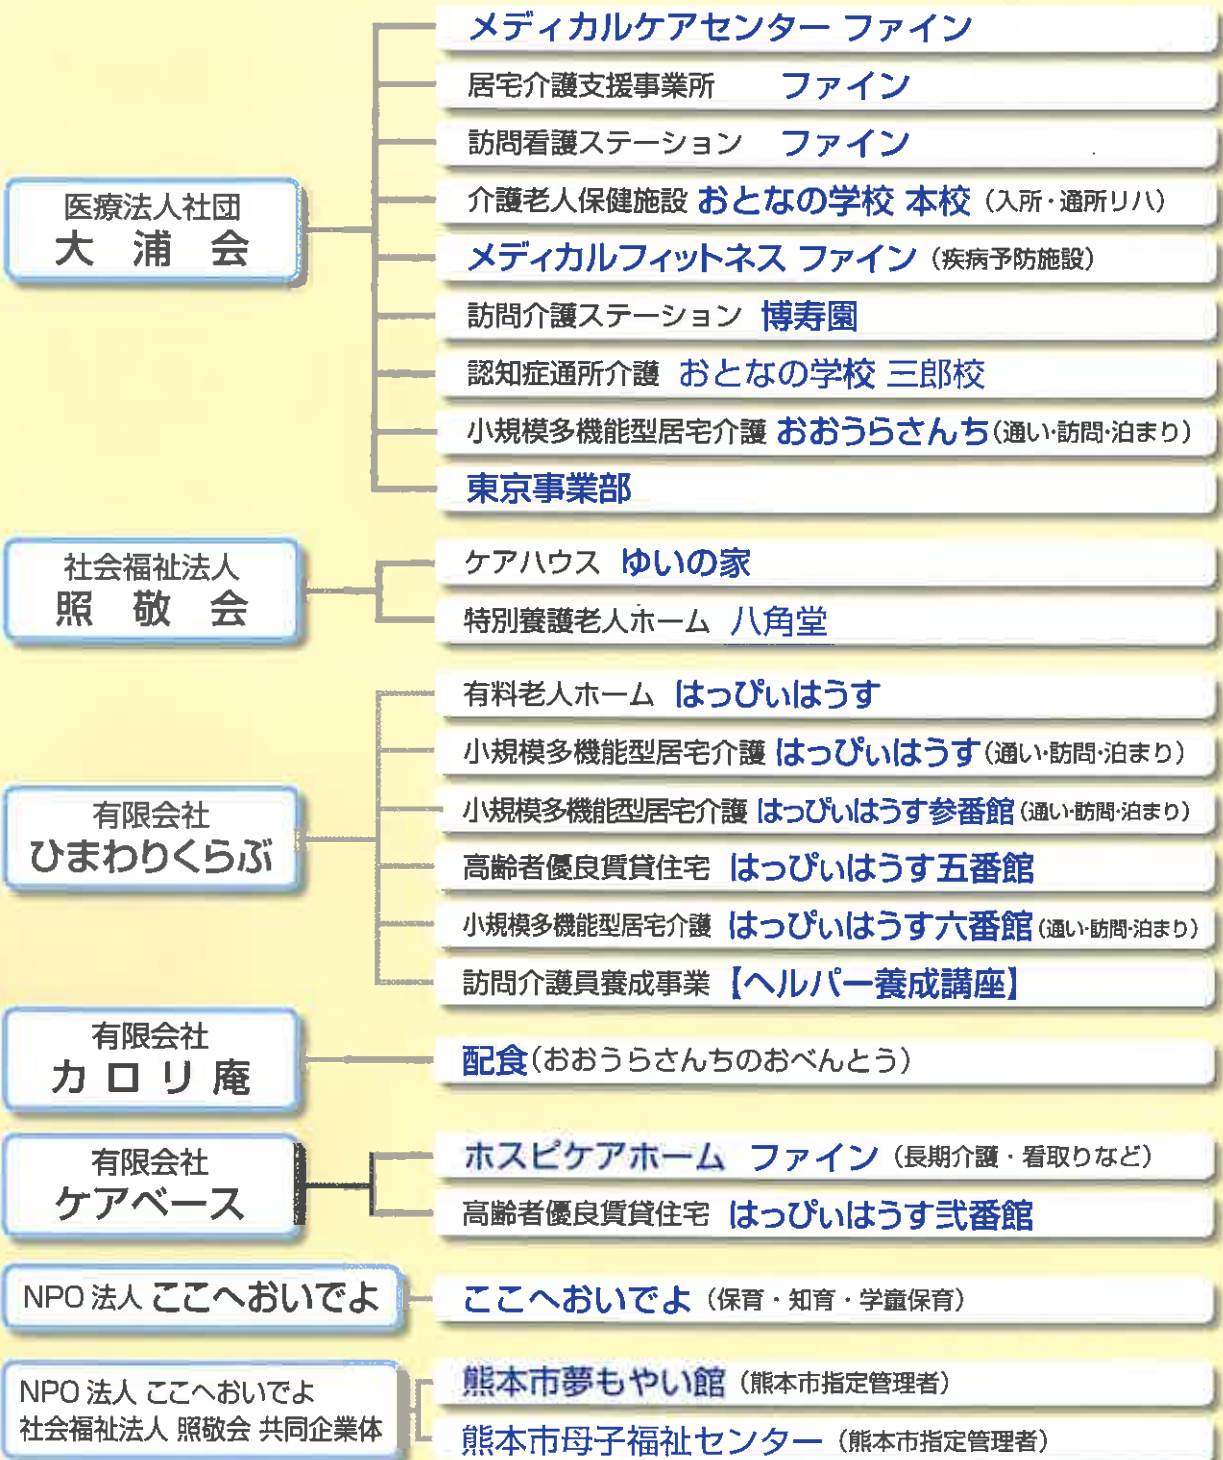 医療法人社団
大浦会
メディカルケアセンター ファイン
居宅介護支援事業所 ファイン
訪問看護ステーション ファイン
介護老人保健施設 おとなの学校 本校（入所・通所リハ）
メディカルフィットネス ファイン（疾病予防施設）
訪問介護ステーション 博寿園
認知症通所介護 おとなの学校 三郎校
小規模多機能型居宅介護 おおうらさんち（通い・訪問・泊まり）
東京事業部
社会福祉法人
照敬会
ケアハウス ゆいの家
特別養護老人ホーム 八角堂
有限会社
ひまわりくらぶ
有料老人ホーム はっぴぃはうす
小規模多機能型居宅介護 はっぴぃはうす（通い・訪問・泊まり）
小規模多機能型居宅介護 はっぴぃはうす参番館（通い・訪問・泊まり）
高齢者優良賃貸住宅 はっぴぃはうす五番館
小規模多機能型居宅介護 はっぴぃはうす六番館（通い・訪問・泊まり）
訪問介護員養成事業【ヘルパー養成講座】
有限会社
カロリ庵
配食（おおうらさんちのおべんとう）
有限会社
ケアベース
ホスピケアホーム ファイン（長期介護・看取りなど）
高齢者優良賃貸住宅 はっぴぃはうす弐番館
NPO法人 ここへおいでよ
ここへおいでよ（保育・知育・学童保育）
NPO法人 ここへおいでよ
社会福祉法人 照敬会 共同企業体
熊本市夢もやい館（熊本市指定管理者）
熊本市母子福祉センター（熊本市指定管理者）